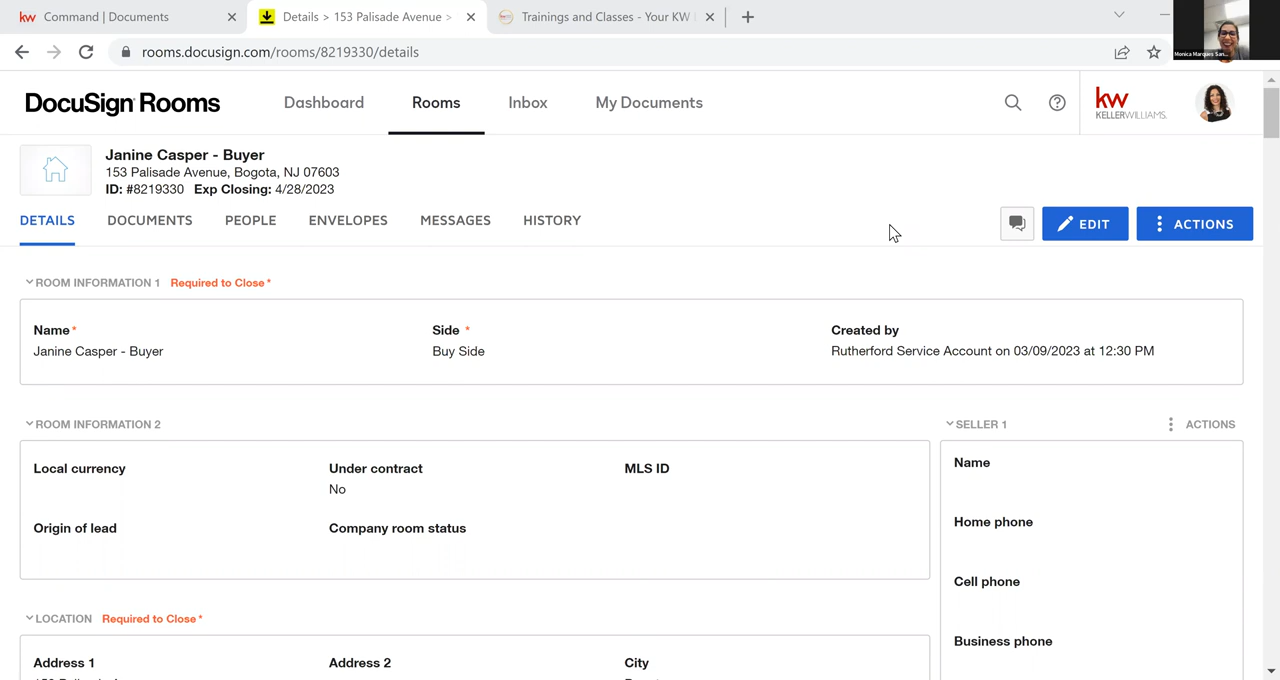 kw Command | Documents
Details > 153 Palisade Avenue >
Trainings and Classes - Your KW
rooms.docusign.com/rooms/8219330/details
Monica Marques San...
DocuSign Rooms
Dashboard
Rooms
Inbox
My Documents
kw
KELLERWILLIAMS.
Janine Casper - Buyer
153 Palisade Avenue, Bogota, NJ 07603
ID: #8219330 Exp Closing: 4/28/2023
DETAILS
DOCUMENTS
PEOPLE
ENVELOPES
MESSAGES
HISTORY
EDIT
ACTIONS
ROOM INFORMATION 1 Required to Close *
Name *
Side *
Created by
Janine Casper - Buyer
Buy Side
Rutherford Service Account on 03/09/2023 at 12:30 PM
ROOM INFORMATION 2
SELLER 1
ACTIONS
Local currency
Under contract
MLS ID
Name
No
Origin of lead
Company room status
Home phone
Cell phone
LOCATION Required to Close *
Business phone
Address 1
Address 2
City